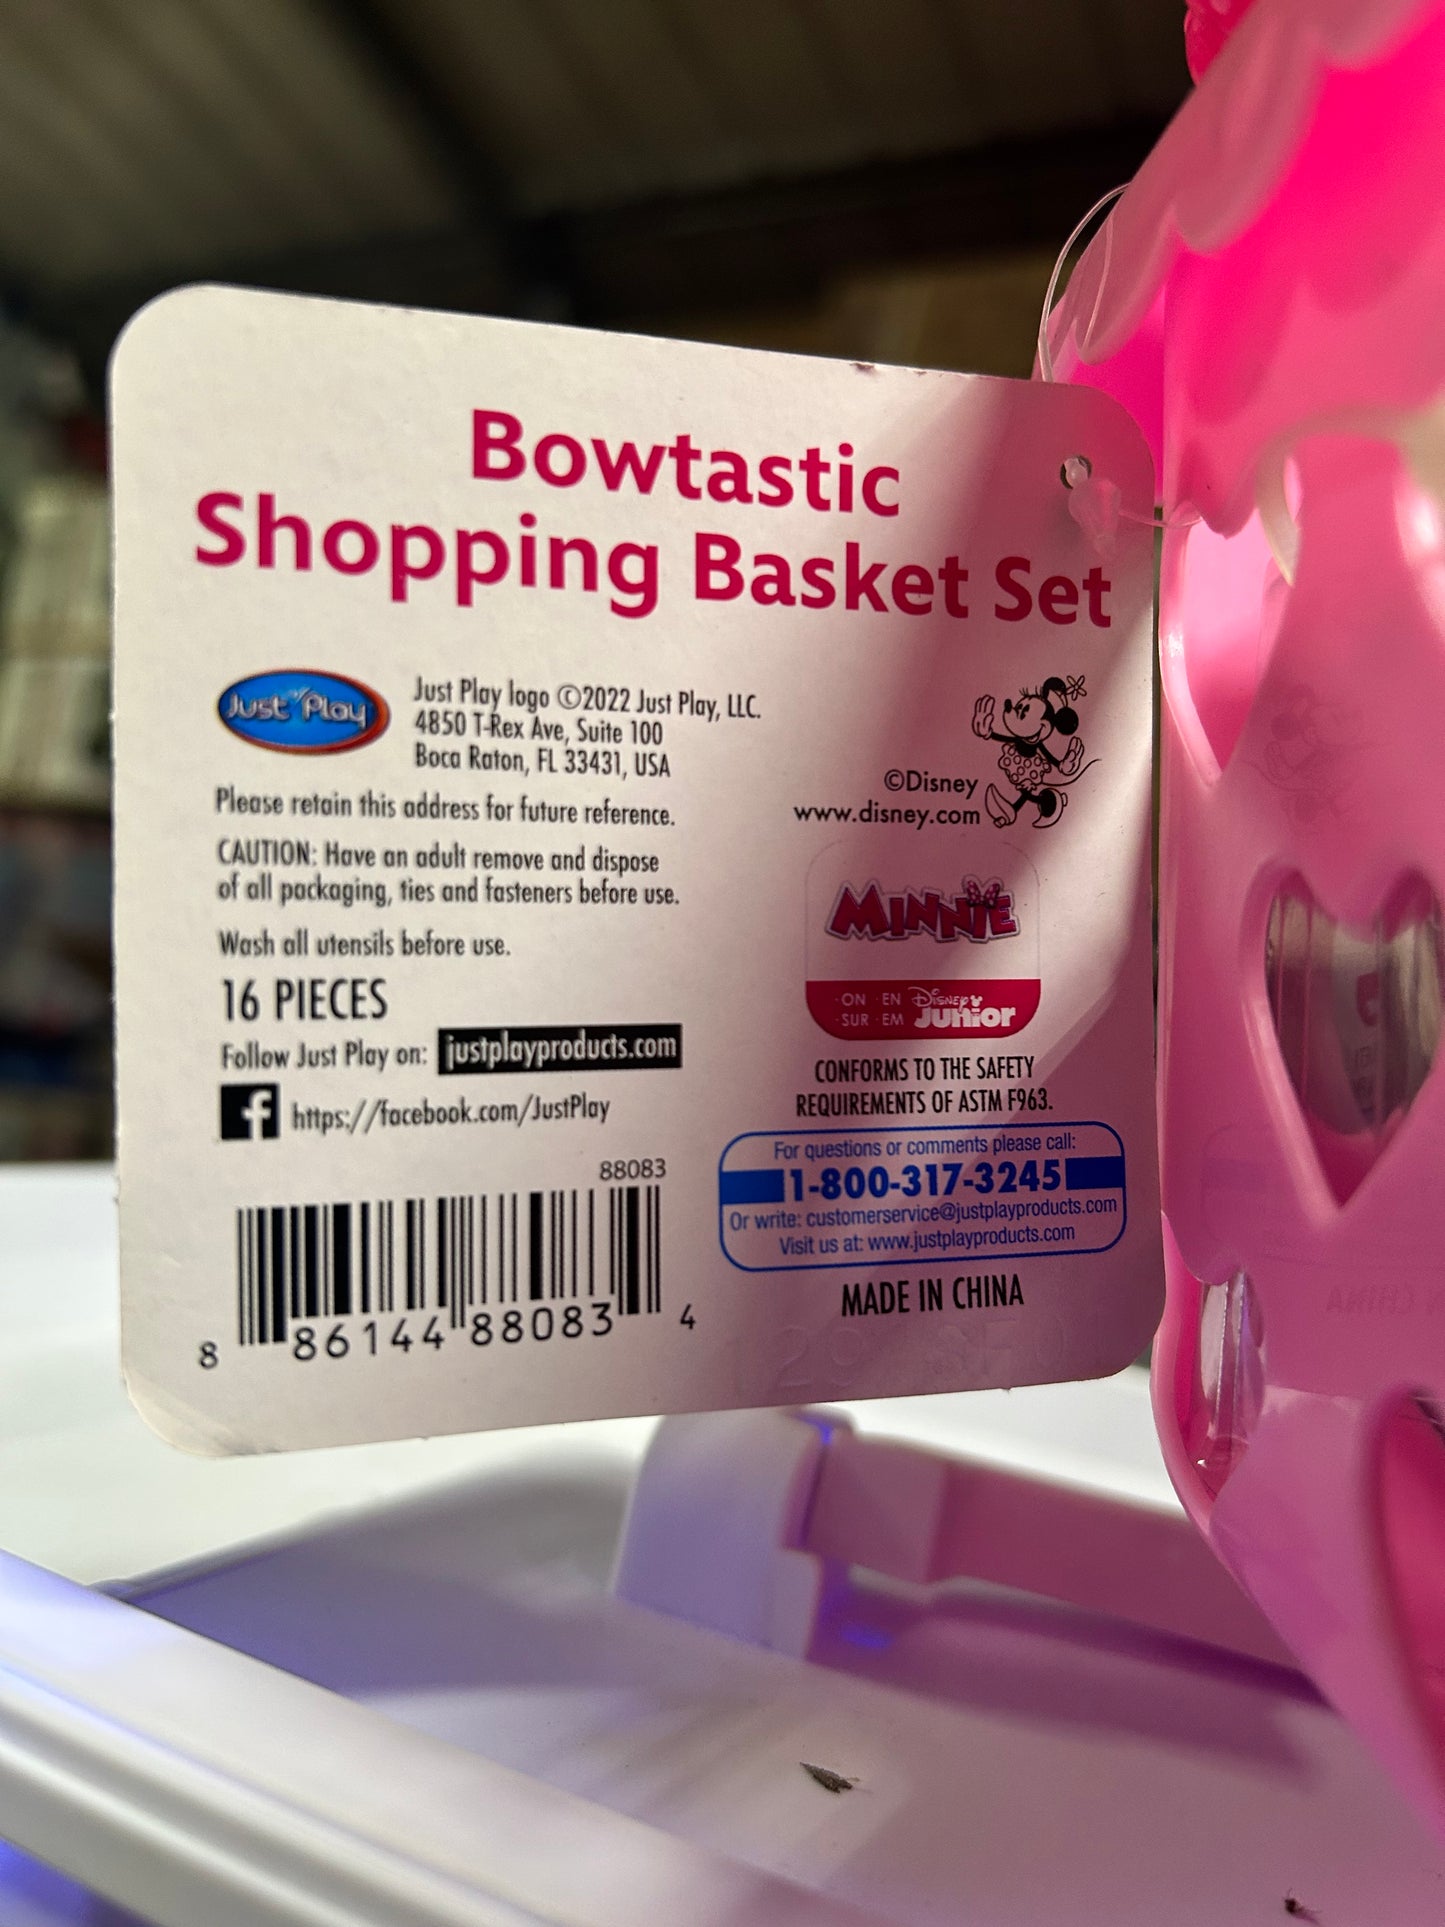 Bowtastic
Shopping Basket Set
Just Play
Just Play logo ©2022 Just Play, LLC.
4850 T-Rex Ave, Suite 100
Boca Raton, FL 33431, USA
Please retain this address for future reference.
CAUTION: Have an adult remove and dispose
of all packaging, ties and fasteners before use.
Wash all utensils before use.
16 PIECES
Follow Just Play on: justplayproducts.com
f https://facebook.com/JustPlay
88083
8 86144 88083 4
©Disney
www.disney.com
MINNIE
·ON ·EN Disney
·SUR ·EM Junior
CONFORMS TO THE SAFETY
REQUIREMENTS OF ASTM F963.
For questions or comments please call:
1-800-317-3245
Or write: customerservice@justplayproducts.com
Visit us at: www.justplayproducts.com
MADE IN CHINA